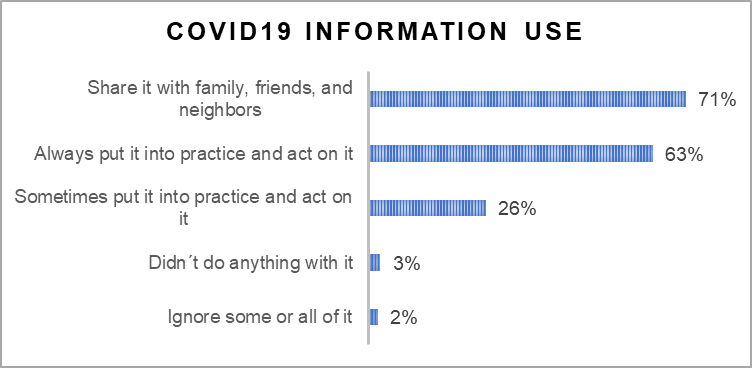 COVID19 INFORMATION USE
Share it with family, friends, and
neighbors
71%
Always put it into practice and act on it
63%
Sometimes put it into practice and act on
it
26%
Didn´t do anything with it
3%
Ignore some or all of it
2%